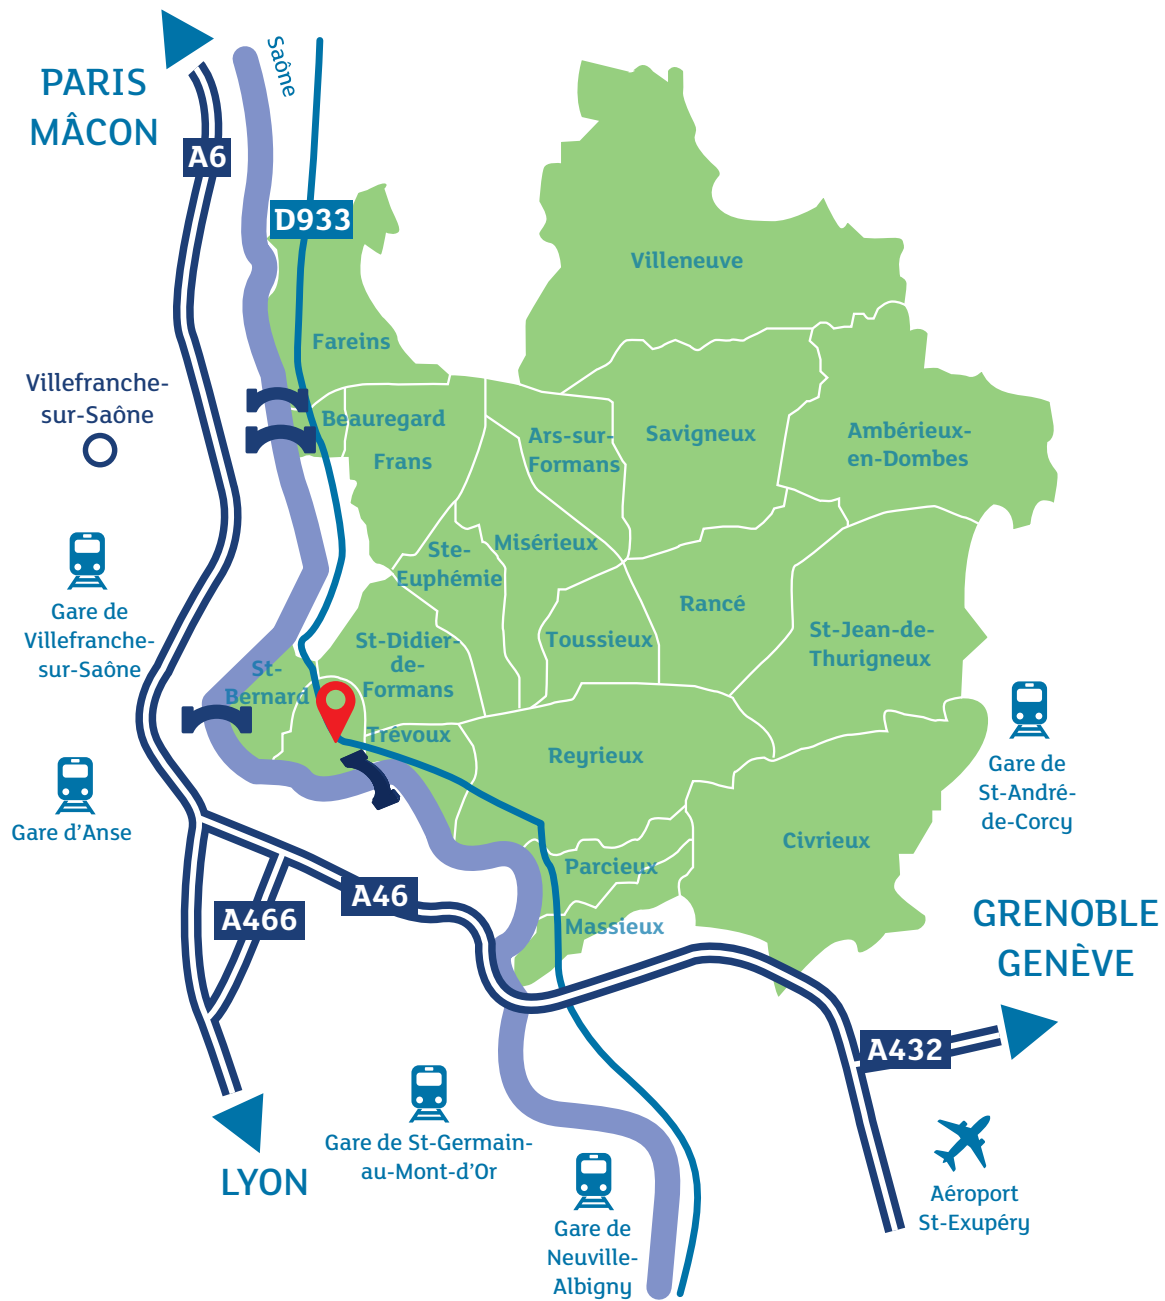 Saône
PARIS
MÂCON
A6
D933
Villeneuve
Fareins
Villefranche-
sur-Saône
Beauregard
Frans
Ars-sur-
Formans
Savigneux
Ambérieux-
en-Dombes
Ste-
Euphémie
Misérieux
Gare de
Villefranche-
sur-Saône
Rancé
Toussieux
St-Jean-de-
Thurigneux
St-Didier-
de-
Formans
St-
Bernard
Trévoux
Reyrieux
Gare de
St-André-
de-Corcy
Gare d'Anse
Civrieux
Parcieux
A46
A466
Massieux
GRENOBLE
GENÈVE
A432
Gare de St-Germain-
au-Mont-d'Or
LYON
Aéroport
St-Exupéry
Gare de
Neuville-
Albigny